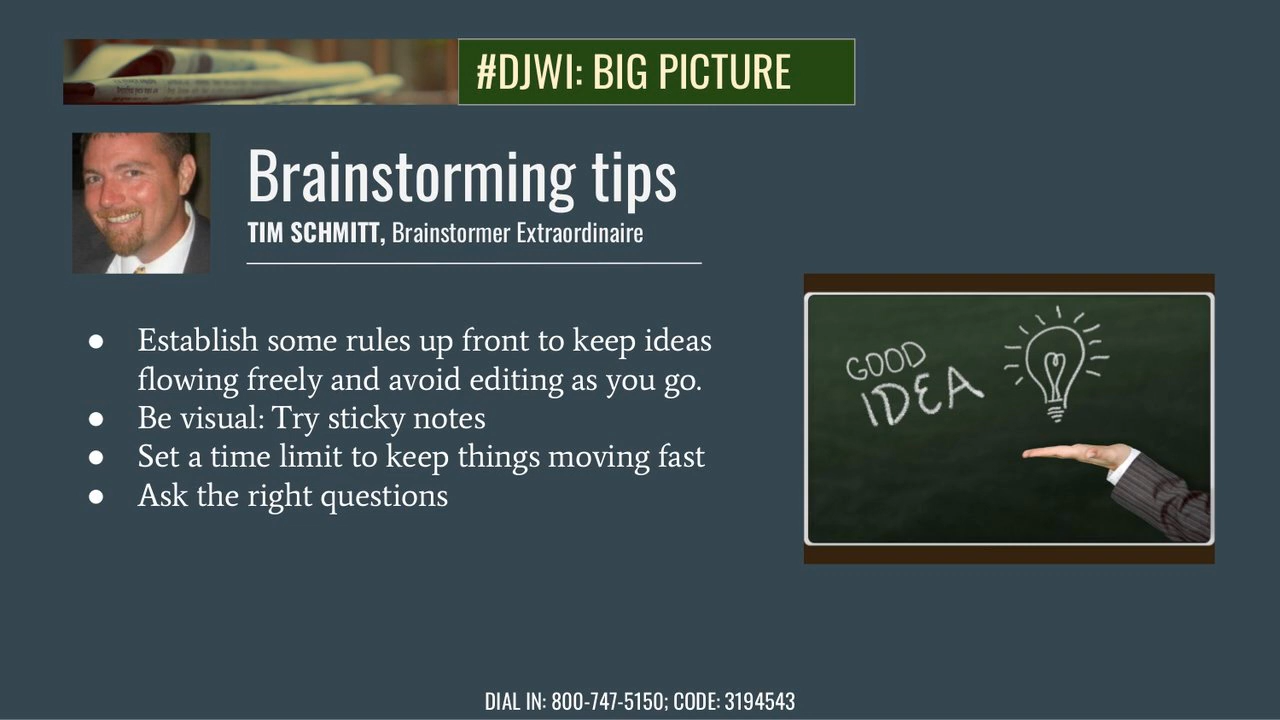 #DJWI: BIG PICTURE
Brainstorming tips
TIM SCHMITT, Brainstormer Extraordinaire
● Establish some rules up front to keep ideas
flowing freely and avoid editing as you go.
● Be visual: Try sticky notes
● Set a time limit to keep things moving fast
● Ask the right questions
GOOD
IDEA
DIAL IN: 800-747-5150; CODE: 3194543